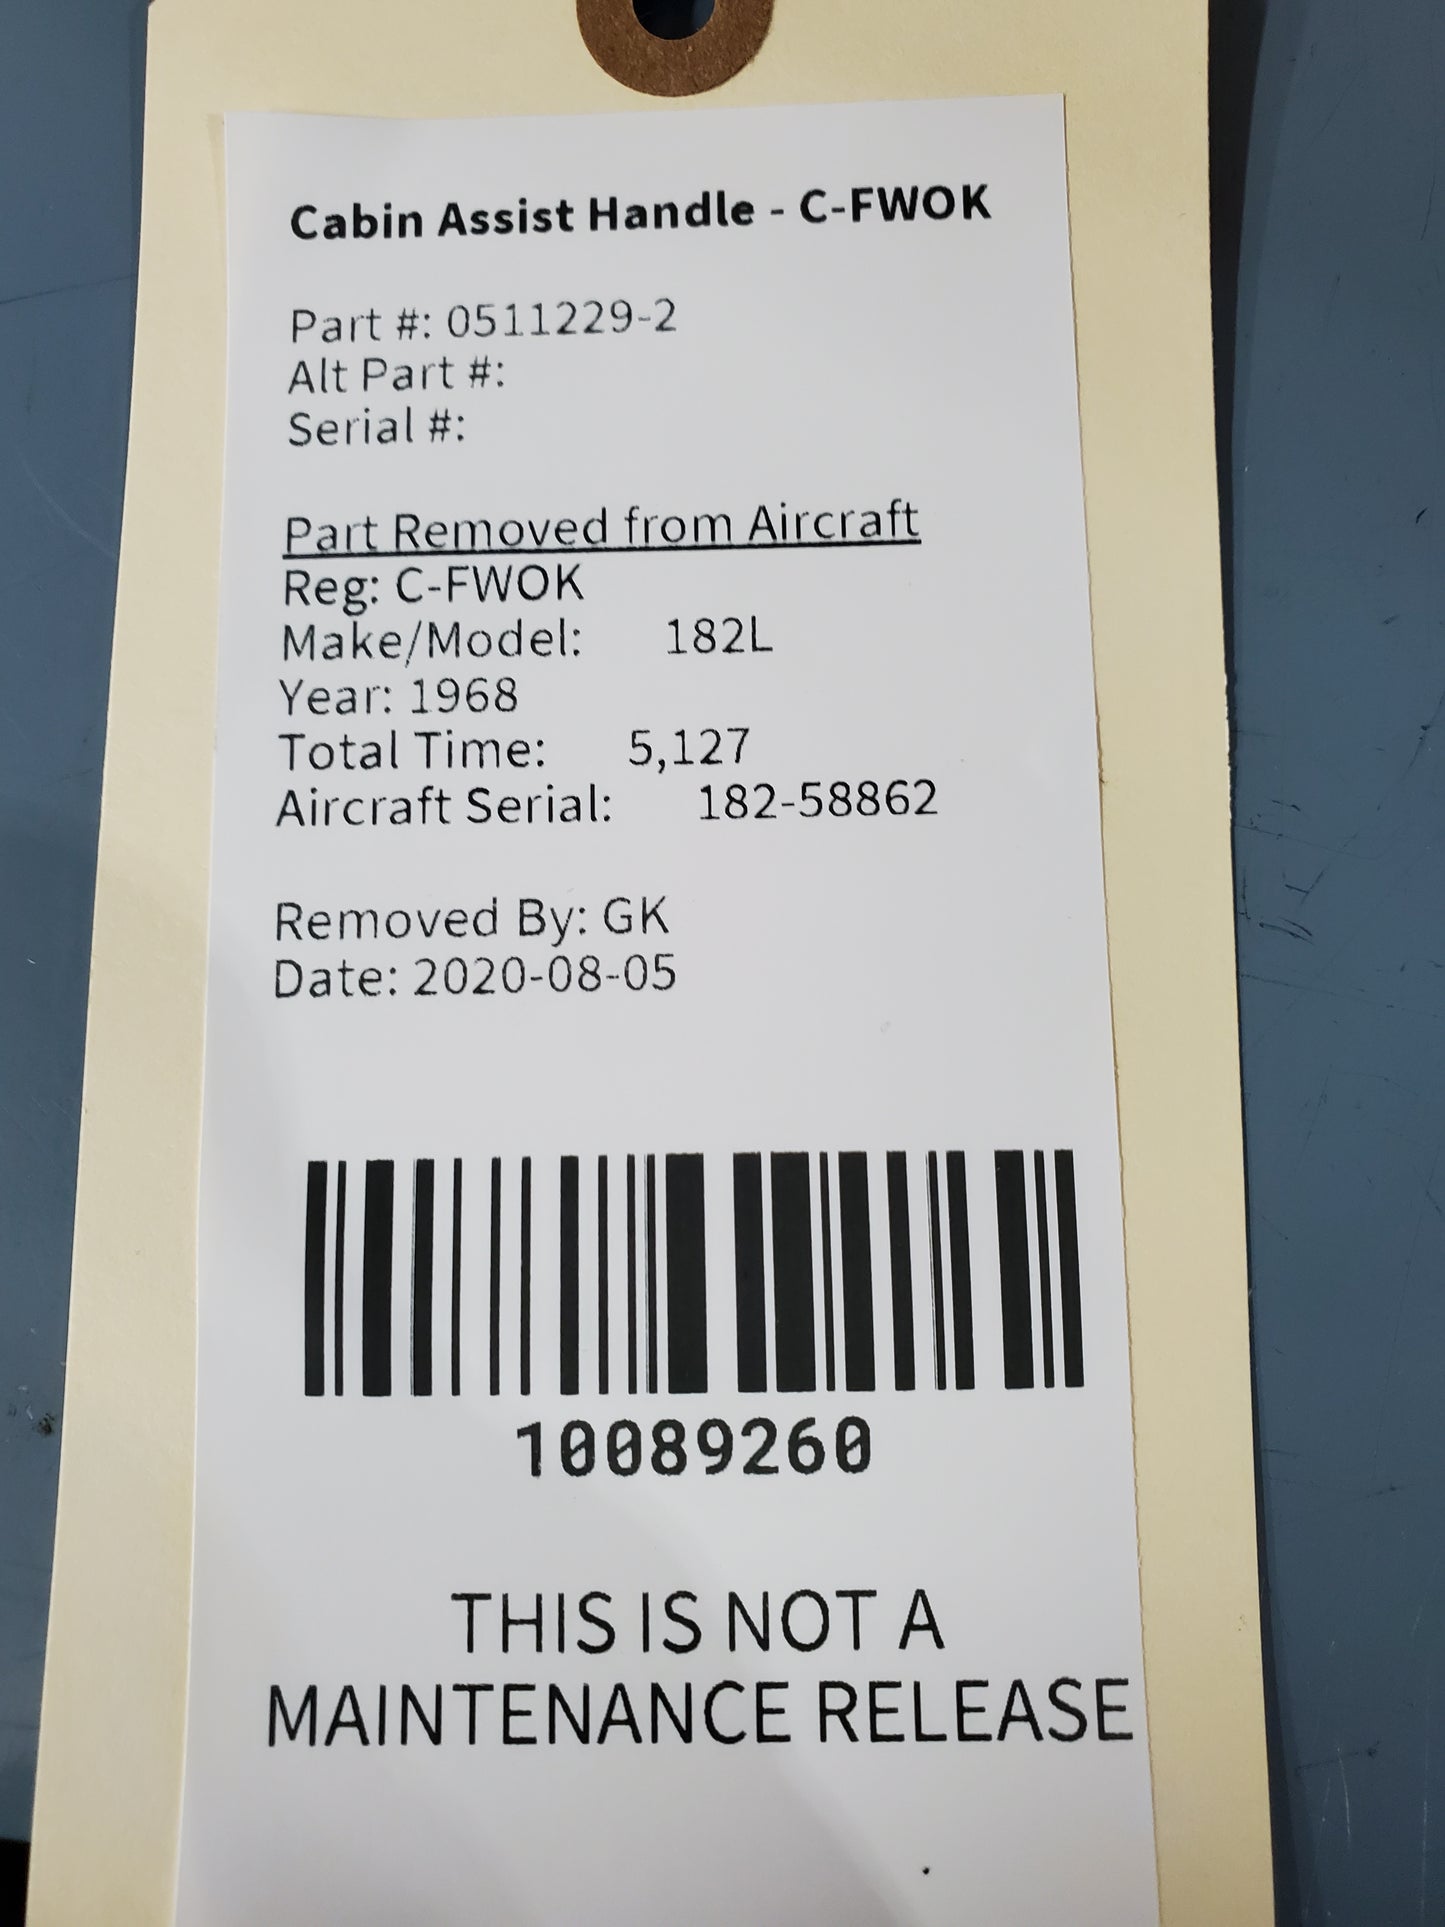 Cabin Assist Handle - C-FWOK
Part #: 0511229-2
Alt Part #:
Serial #:
Part Removed from Aircraft
Reg: C-FWOK
Make/Model: 182L
Year: 1968
Total Time: 5,127
Aircraft Serial: 182-58862
Removed By: GK
Date: 2020-08-05
10089260
THIS IS NOT A
MAINTENANCE RELEASE